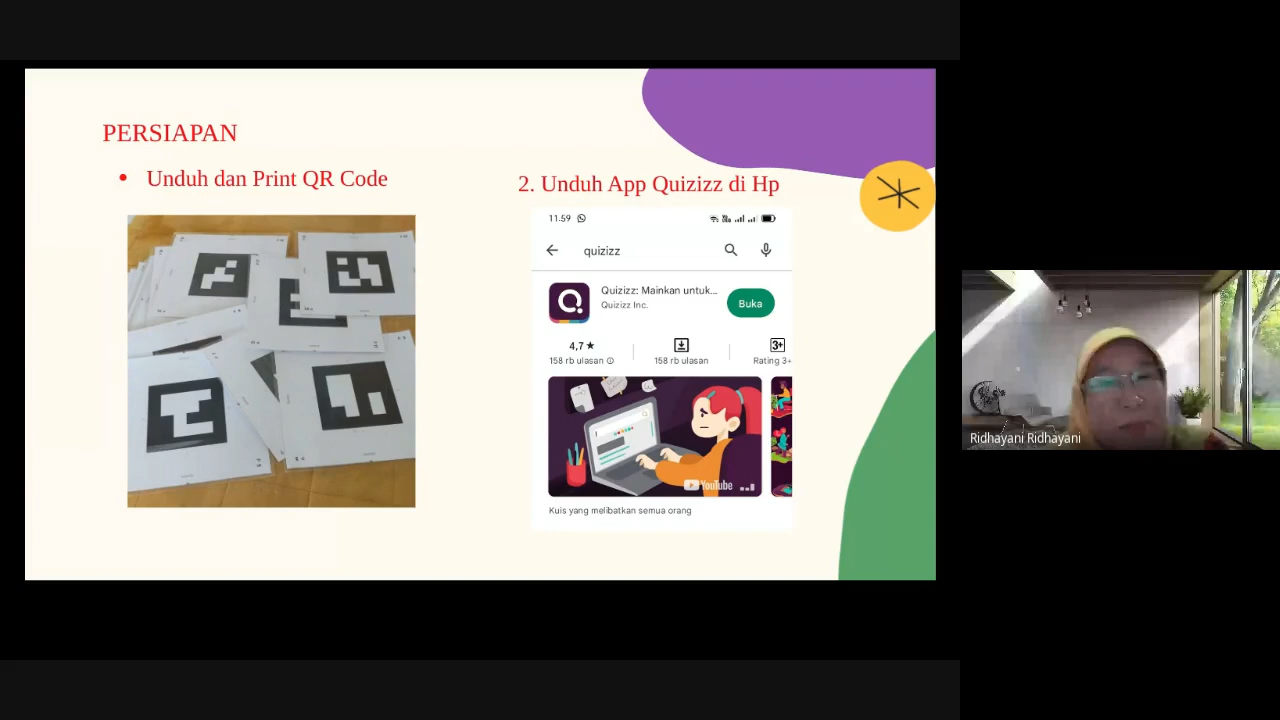 PERSIAPAN
• Unduh dan Print QR Code
2. Unduh App Quizizz di Hp
11.59
quizizz
Quizizz: Mainkan untuk...
Quizizz Inc.
Buka
4,7 ★
158 rb ulasan
158 rb ulasan
3+
Rating 3+
YouTube
Kuis yang melibatkan semua orang
Ridhayani Ridhayani